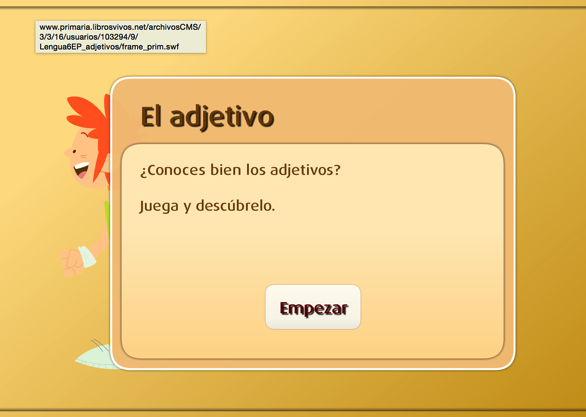 www.primaria.librosvivos.net/archivosCMS/
3/3/16/usuarios/103294/9/
Lengua6EP_adjetivos/frame_prim.swf
El adjetivo
¿Conoces bien los adjetivos?
Juega y descúbrelo.
Empezar